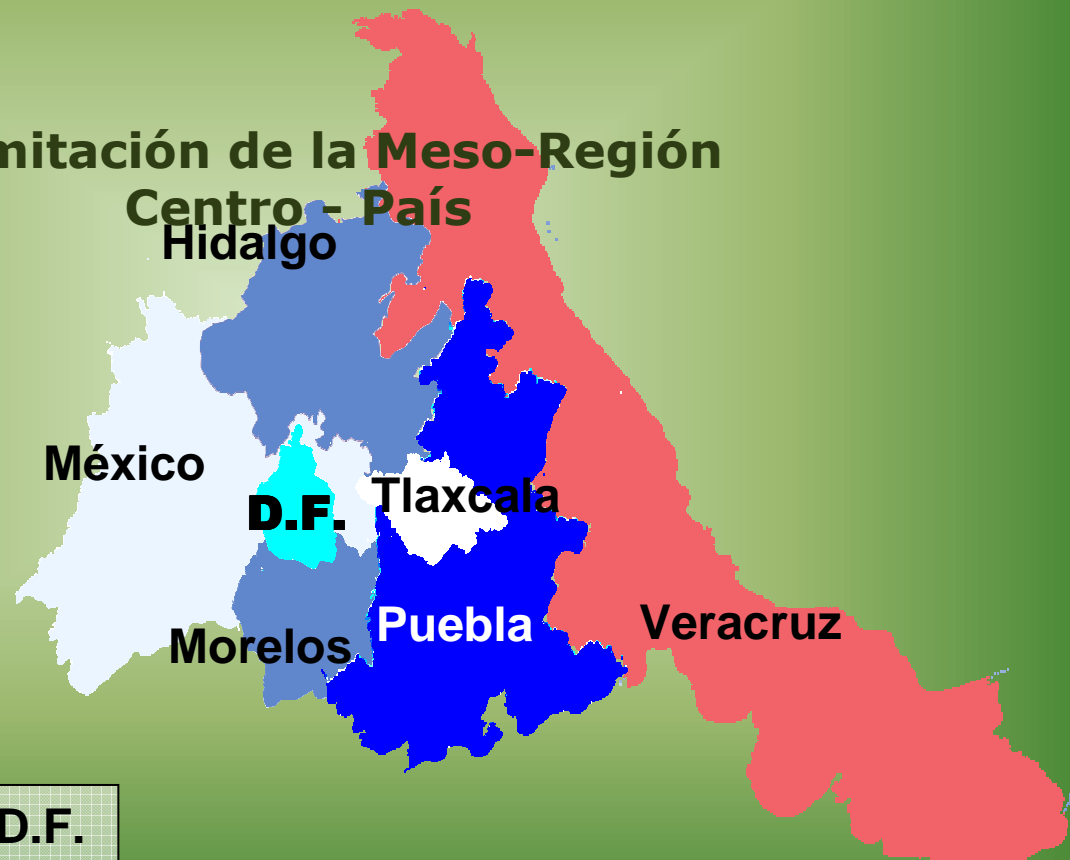 mitación de la Meso-Región
Centro - País
Hidalgo
México
D.F.
Tlaxcala
Puebla
Veracruz
Morelos
D.F.